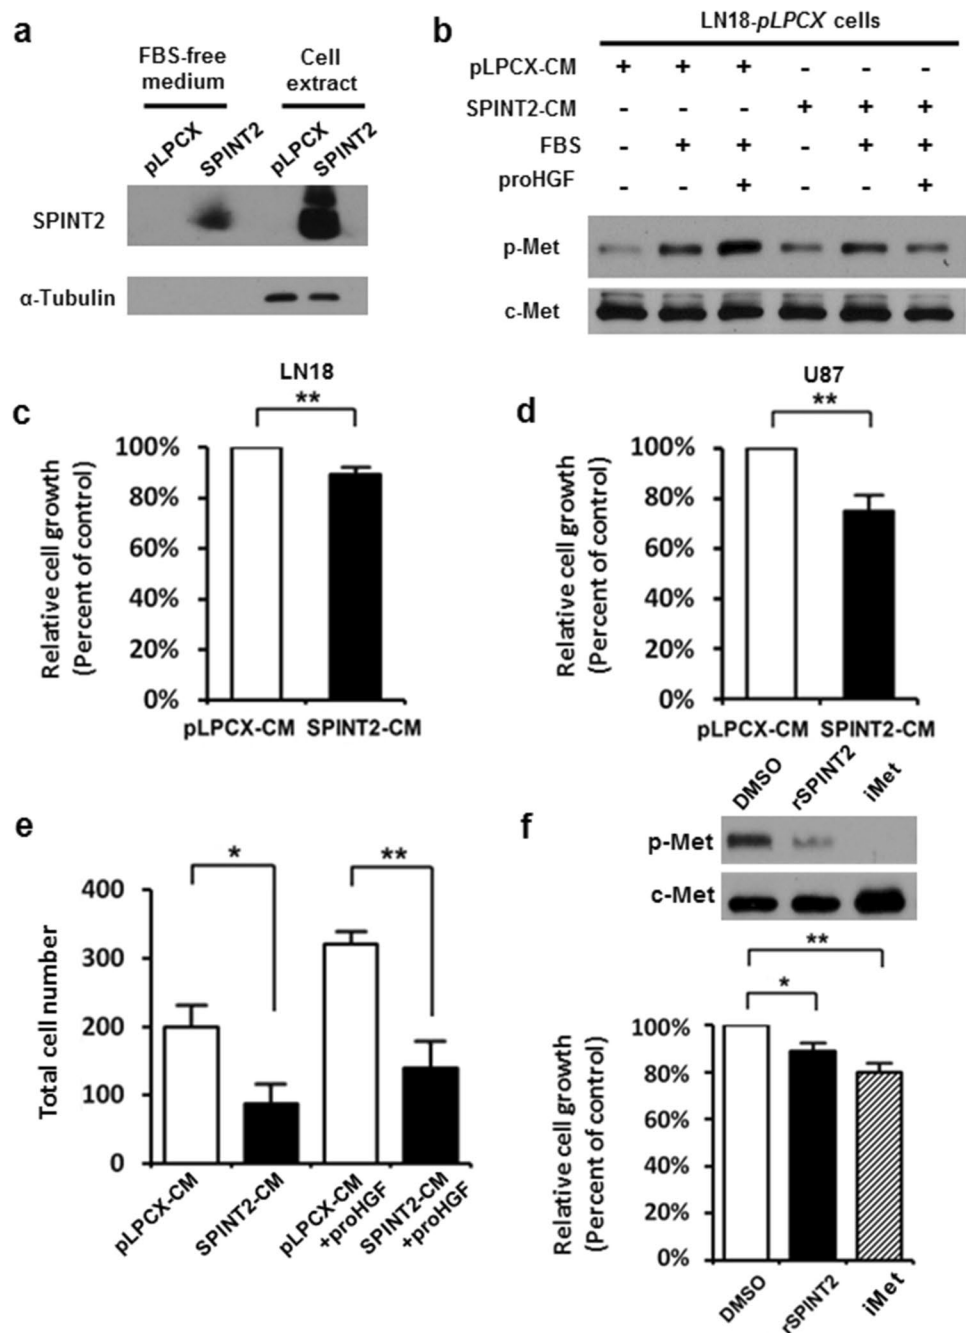 a
FBS-free medium
Cell extract
pLPCX
SPINT2
pLPCX
SPINT2
SPINT2
α-Tubulin
b
LN18-pLPCX cells
pLPCX-CM + + + - - -
SPINT2-CM - - - + + +
FBS - + + - + +
proHGF - - + - - +
p-Met
c-Met
c
LN18
**
Relative cell growth
(Percent of control)
100%
80%
60%
40%
20%
0%
pLPCX-CM SPINT2-CM
d
U87
**
Relative cell growth
(Percent of control)
100%
80%
60%
40%
20%
0%
pLPCX-CM SPINT2-CM
e
*
**
Total cell number
400
300
200
100
0
pLPCX-CM
SPINT2-CM
pLPCX-CM
+proHGF
SPINT2-CM
+proHGF
f
DMSO
rSPINT2
iMet
p-Met
c-Met
**
*
Relative cell growth
(Percent of control)
100%
80%
60%
40%
20%
0%
DMSO
rSPINT2
iMet